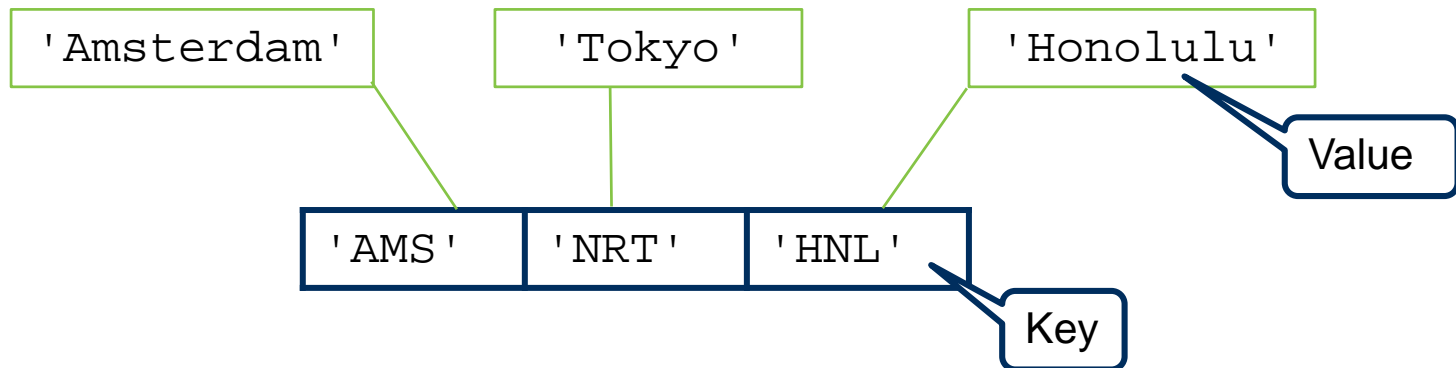 'Amsterdam' 'Tokyo' 'Honolulu'
Value
'AMS' 'NRT' 'HNL'
Key